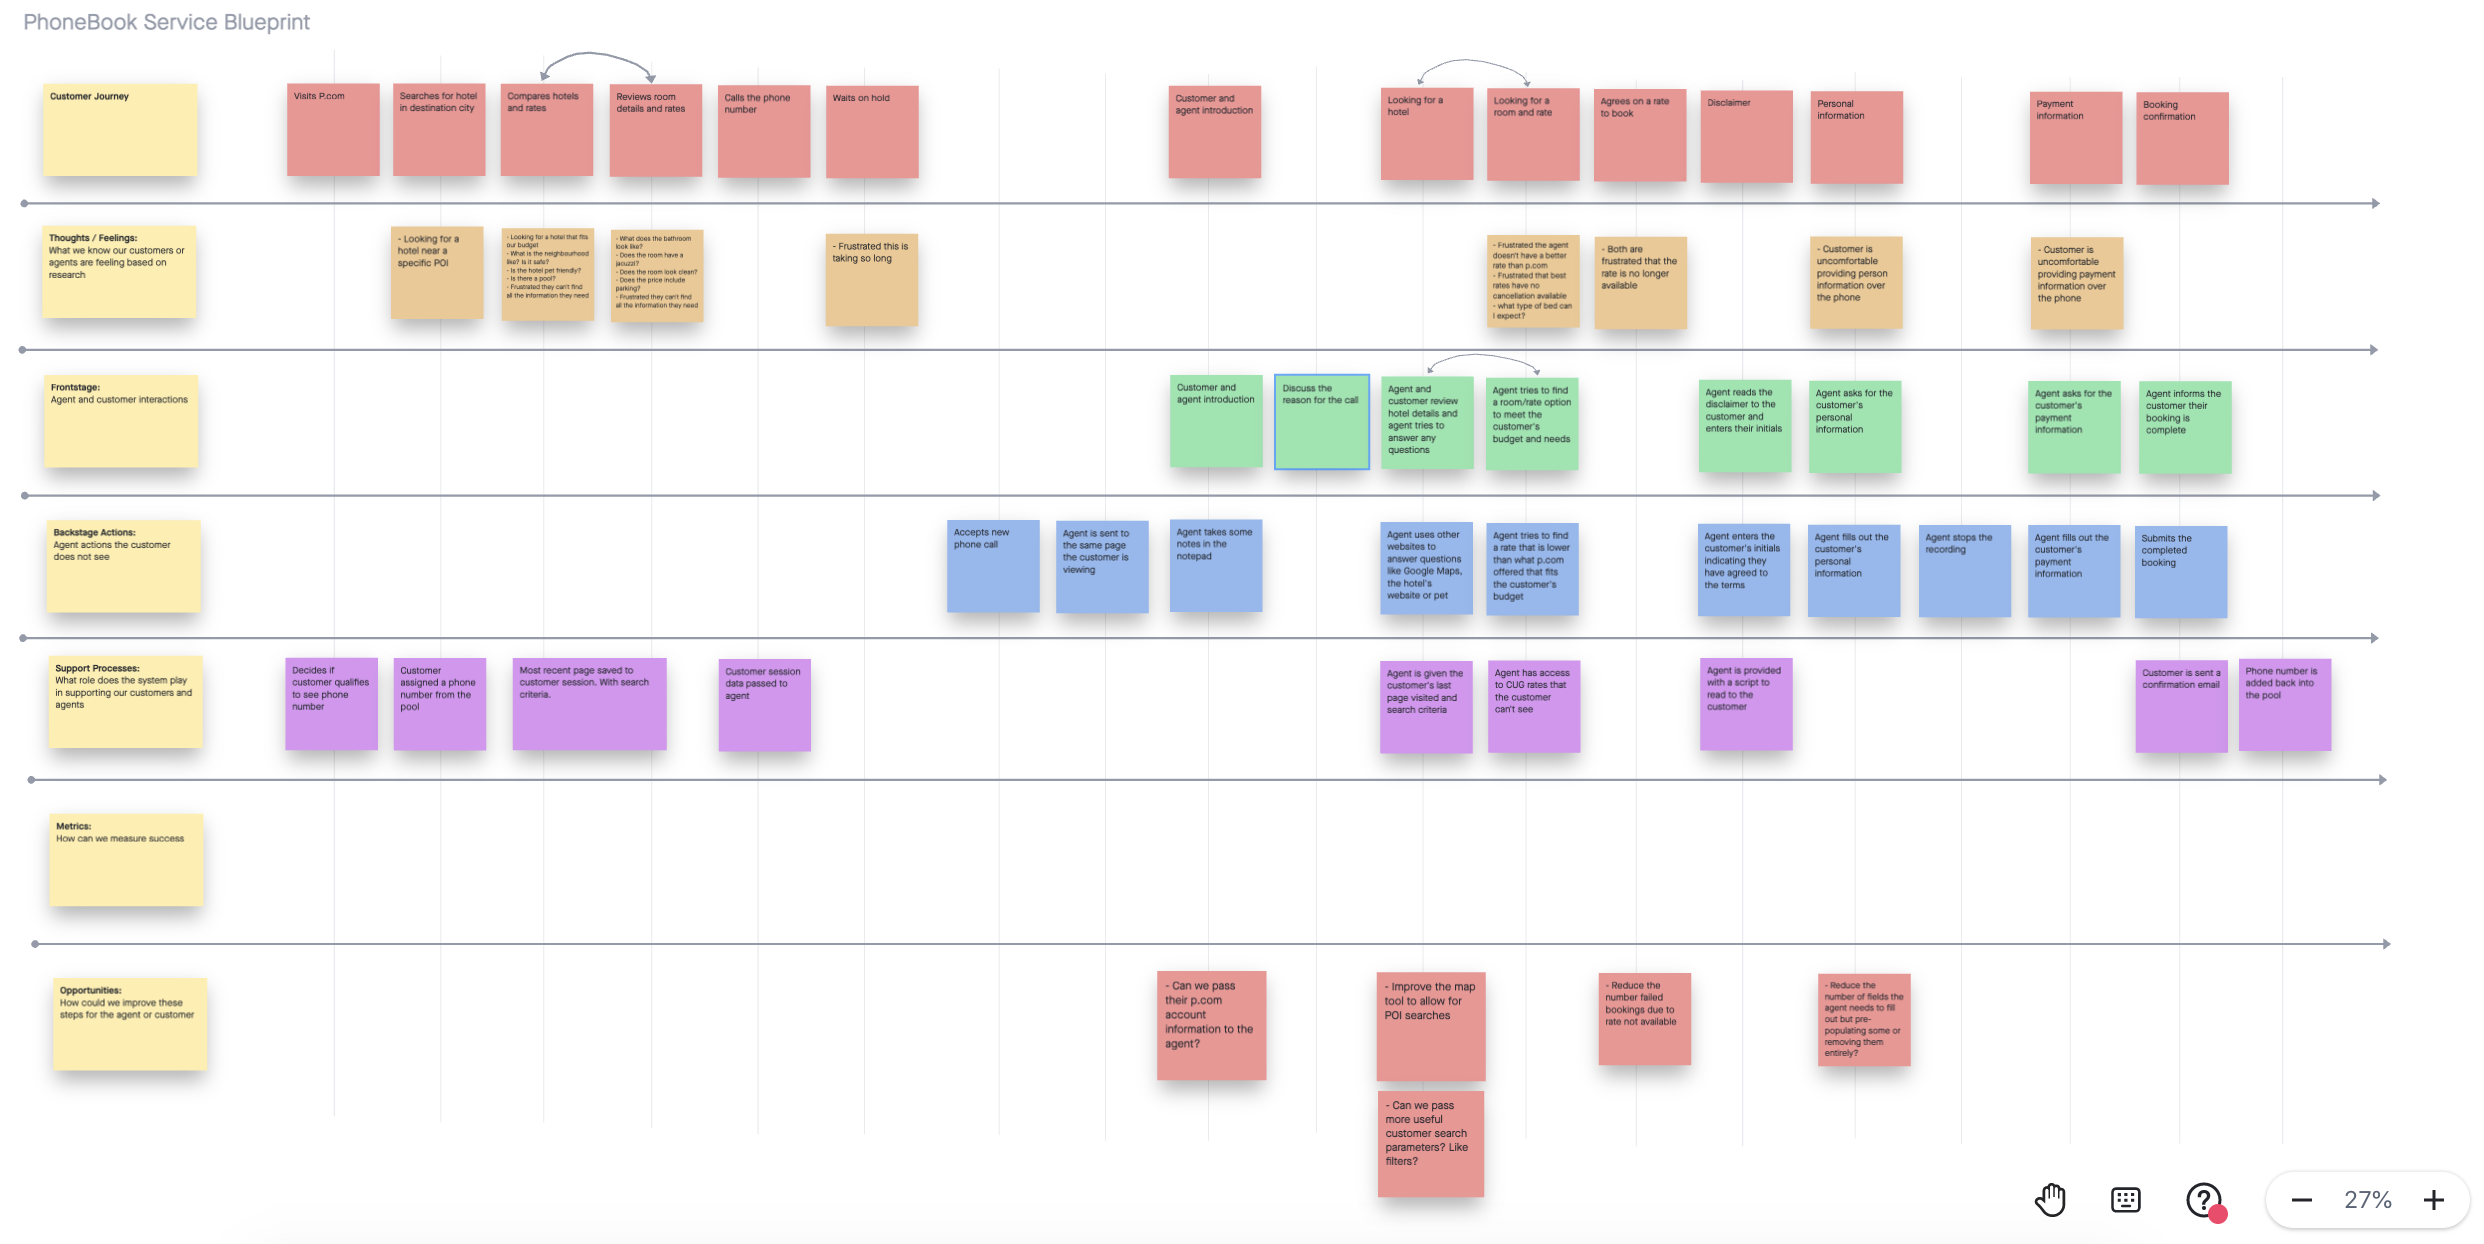 PhoneBook Service Blueprint
Customer Journey
Visits P.com
Searches for hotel
in destination city
Compares hotels
and rates
Reviews room
details and rates
Calls the phone
number
Waits on hold
Customer and
agent introduction
Looking for a
hotel
Looking for a
room and rate
Agrees on a rate
to book
Disclaimer
Personal
information
Payment
information
Booking
confirmation
Thoughts / Feelings:
What we know our customers or
agents are feeling based on
research
- Looking for a
hotel near a
specific POI
- Looking for a hotel that fits
our budget
- What is the neighbourhood
like? Is it safe?
- Is the hotel pet friendly?
- Is there a pool?
- Frustrated they can't find
all the information they need
- What does the bathroom
look like?
- Does the room have a
jacuzzi?
- Does the room look clean?
- Does the price include
parking?
- Frustrated they can't find
all the information they need
- Frustrated this is
taking so long
- Frustrated the agent
doesn't have a better
rate than p.com
- Frustrated that best
rates have no
cancellation available
- what type of bed can
I expect?
- Both are
frustrated that the
rate is no longer
available
- Customer is
uncomfortable
providing person
information over
the phone
- Customer is
uncomfortable
providing payment
information over
the phone
Frontstage:
Agent and customer interactions
Customer and
agent introduction
Discuss the
reason for the call
Agent and
customer review
hotel details and
agent tries to
answer any
questions
Agent tries to find
a room/rate option
to meet the
customer's
budget and needs
Agent reads the
disclaimer to the
customer and
enters their initials
Agent asks for the
customer's
personal
information
Agent asks for the
customer's
payment
information
Agent informs the
customer their
booking is
complete
Backstage Actions:
Agent actions the customer
does not see
Accepts new
phone call
Agent is sent to
the same page
the customer is
viewing
Agent takes some
notes in the
notepad
Agent uses other
websites to
answer questions
like Google Maps,
the hotel's
website or pet
Agent tries to find
a rate that is lower
than what p.com
offered that fits
the customer's
budget
Agent enters the
customer's initials
indicating they
have agreed to
the terms
Agent fills out the
customer's
personal
information
Agent stops the
recording
Agent fills out the
customer's
payment
information
Submits the
completed
booking
Support Processes:
What role does the system play
in supporting our customers and
agents
Decides if
customer qualifies
to see phone
number
Customer
assigned a phone
number from the
pool
Most recent page saved to
customer session. With search
criteria.
Customer session
data passed to
agent
Agent is given the
customer's last
page visited and
search criteria
Agent has access
to CUG rates that
the customer
can't see
Agent is provided
with a script to
read to the
customer
Customer is sent a
confirmation email
Phone number is
added back into
the pool
Metrics:
How can we measure success
Opportunities:
How could we improve these
steps for the agent or customer
- Can we pass
their p.com
account
information to the
agent?
- Improve the map
tool to allow for
POI searches
- Can we pass
more useful
customer search
parameters? Like
filters?
- Reduce the
number failed
bookings due to
rate not available
- Reduce the
number of fields the
agent needs to fill
out but pre-
populating some or
removing them
entirely?
27%